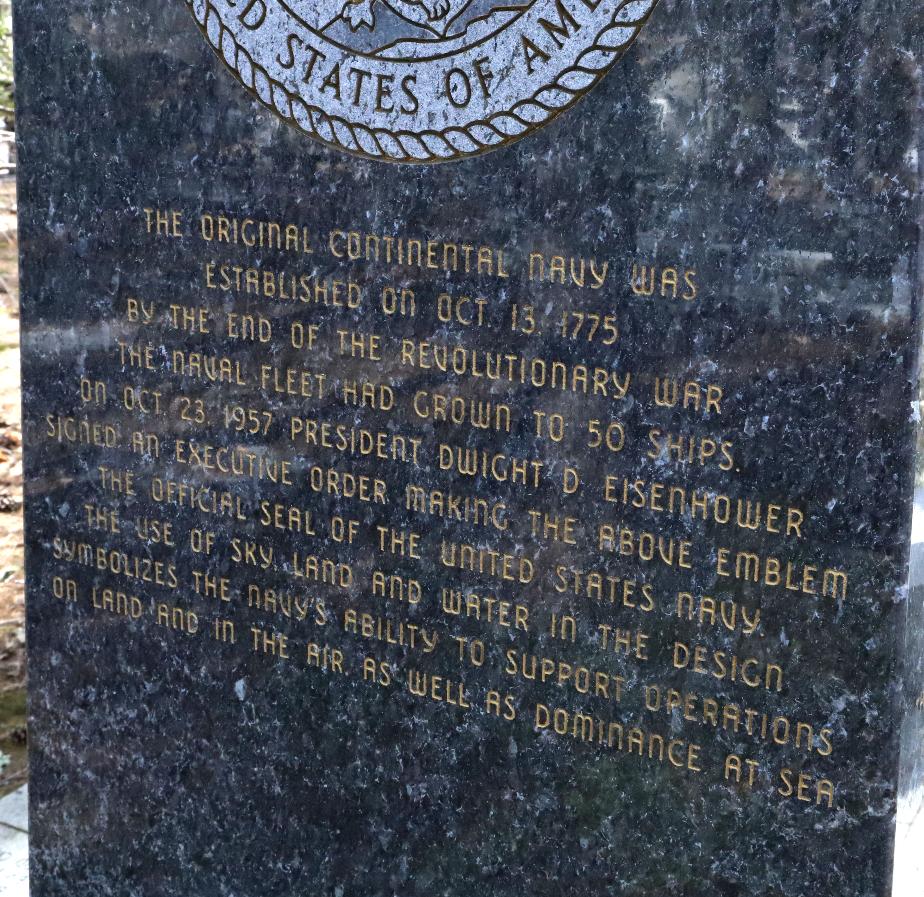 ED STATES OF AME
THE ORIGINAL CONTINENTAL NAVY WAS
ESTABLISHED ON OCT. 13, 1775
BY THE END OF THE REVOLUTIONARY WAR
THE NAVAL FLEET HAD GROWN TO 50 SHIPS.
ON OCT. 23, 1957 PRESIDENT DWIGHT D. EISENHOWER
SIGNED AN EXECUTIVE ORDER MAKING THE ABOVE EMBLEM
THE OFFICIAL SEAL OF THE UNITED STATES NAVY.
THE USE OF SKY, LAND AND WATER IN THE DESIGN
SYMBOLIZES THE NAVY'S ABILITY TO SUPPORT OPERATIONS
ON LAND AND IN THE AIR, AS WELL AS DOMINANCE AT SEA